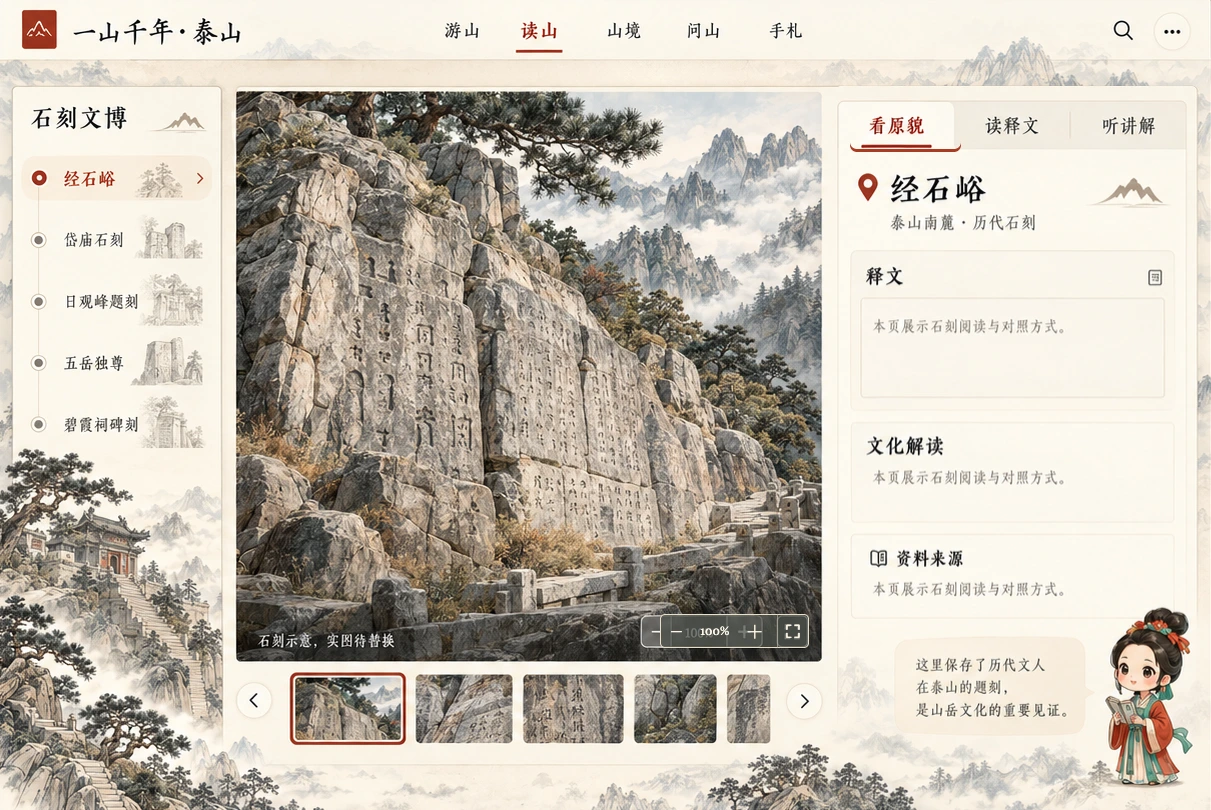 一山千年·泰山
游山
读山
山境
问山
手札
石刻文博
经石峪
岱庙石刻
日观峰题刻
五岳独尊
碧霞祠碑刻
石刻示意，实图待替换
100%
看原貌
读释文
听讲解
经石峪
泰山南麓·历代石刻
释文
本页展示石刻阅读与对照方式。
文化解读
本页展示石刻阅读与对照方式。
资料来源
本页展示石刻阅读与对照方式。
这里保存了历代文人
在泰山的题刻，
是山岳文化的重要见证。